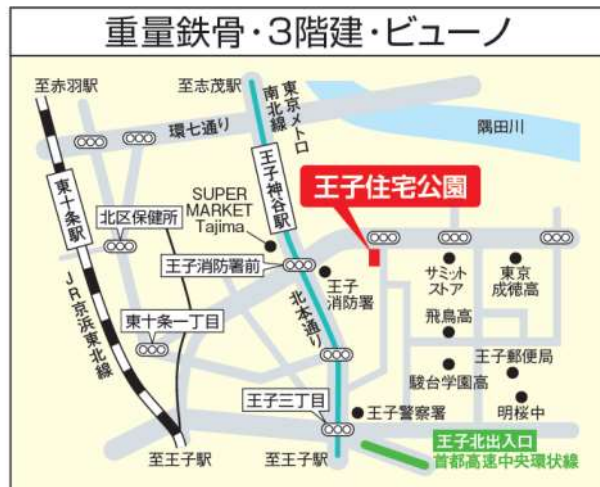 重量鉄骨・3階建・ビューノ
至赤羽駅
至志茂駅
東京メトロ
南北線
隅田川
環七通り
王子神谷駅
王子住宅公園
東十条駅
北区保健所
SUPER
MARKET
Tajima
王子消防署前
王子
消防署
サミット
ストア
東京
成徳高
JR京浜東北線
東十条一丁目
北本通り
飛鳥高
王子郵便局
駿台学園高
王子三丁目
王子警察署
明桜中
至王子駅
至王子駅
王子北出入口
首都高速中央環状線